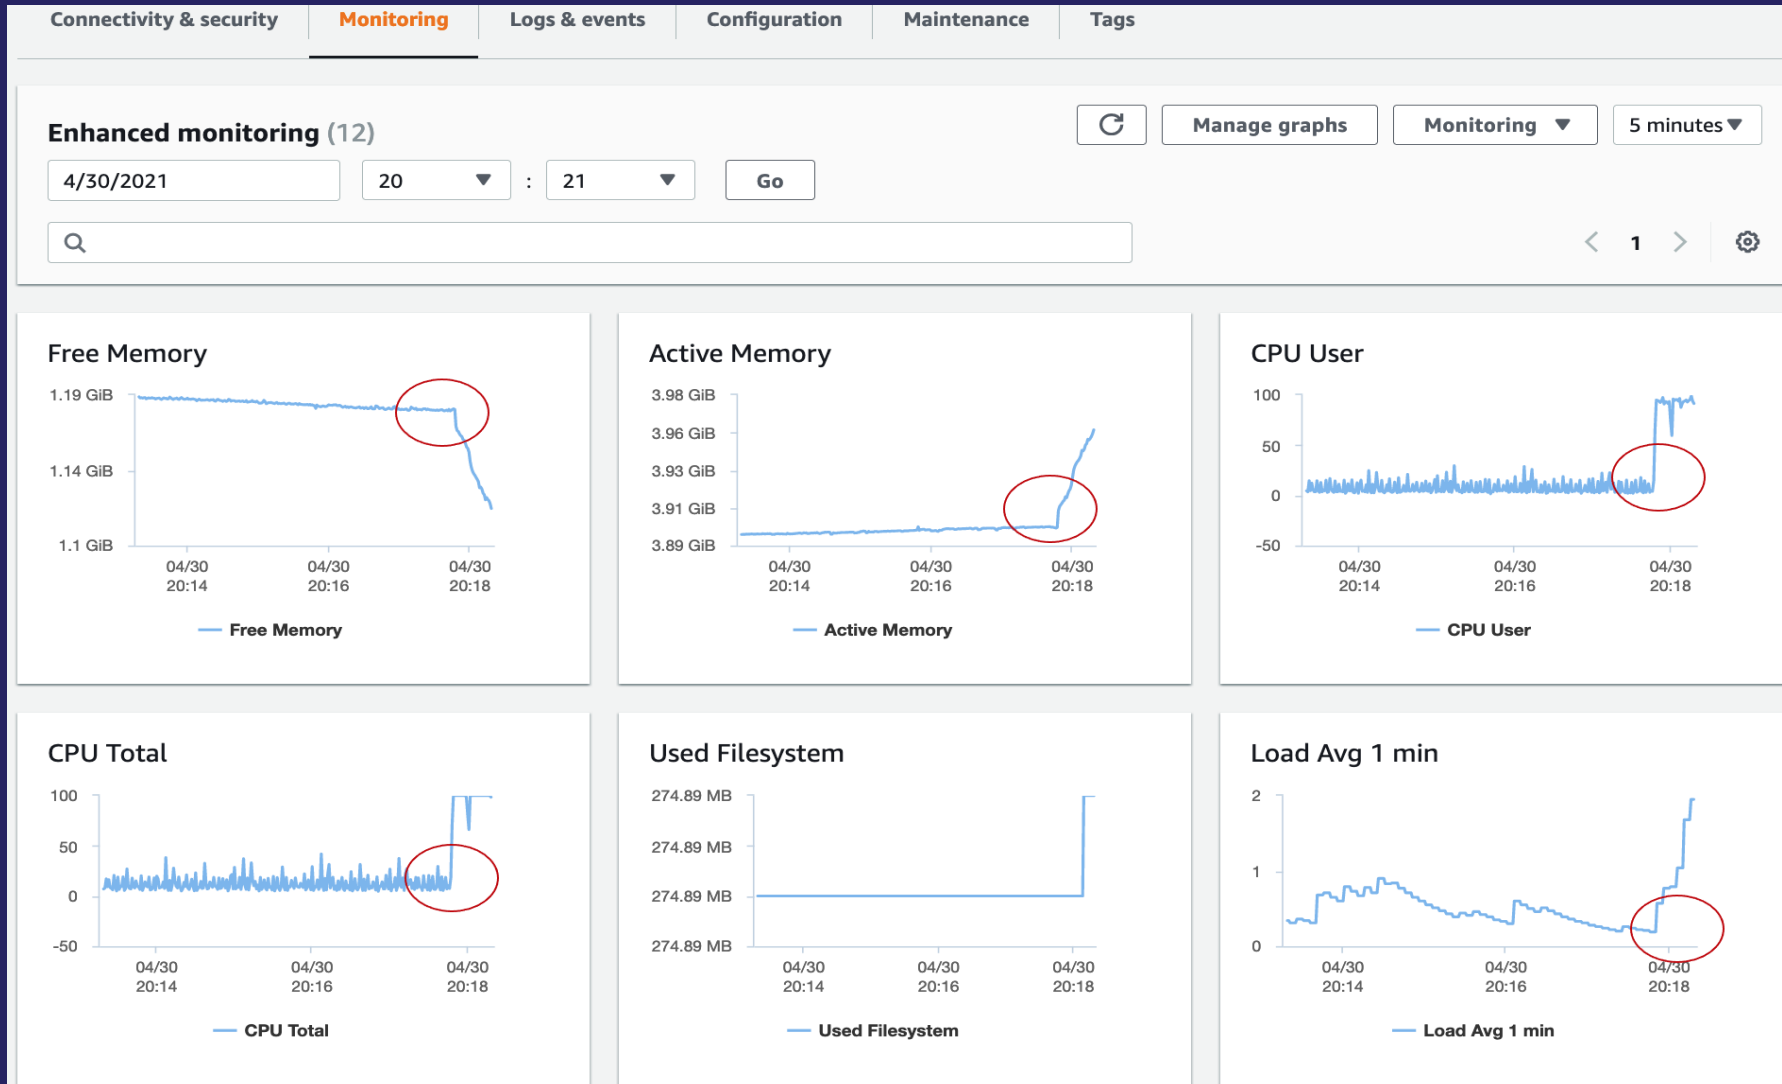 Connectivity & security
Monitoring
Logs & events
Configuration
Maintenance
Tags
Enhanced monitoring (12)
Manage graphs
Monitoring
5 minutes
4/30/2021
20
:
21
Go
1
Free Memory
1.19 GiB
1.14 GiB
1.1 GiB
04/30
20:14
04/30
20:16
04/30
20:18
Free Memory
Active Memory
3.98 GiB
3.96 GiB
3.93 GiB
3.91 GiB
3.89 GiB
04/30
20:14
04/30
20:16
04/30
20:18
Active Memory
CPU User
100
50
0
-50
04/30
20:14
04/30
20:16
04/30
20:18
CPU User
CPU Total
100
50
0
-50
04/30
20:14
04/30
20:16
04/30
20:18
CPU Total
Used Filesystem
274.89 MB
274.89 MB
274.89 MB
274.89 MB
04/30
20:14
04/30
20:16
04/30
20:18
Used Filesystem
Load Avg 1 min
2
1
0
04/30
20:14
04/30
20:16
04/30
20:18
Load Avg 1 min